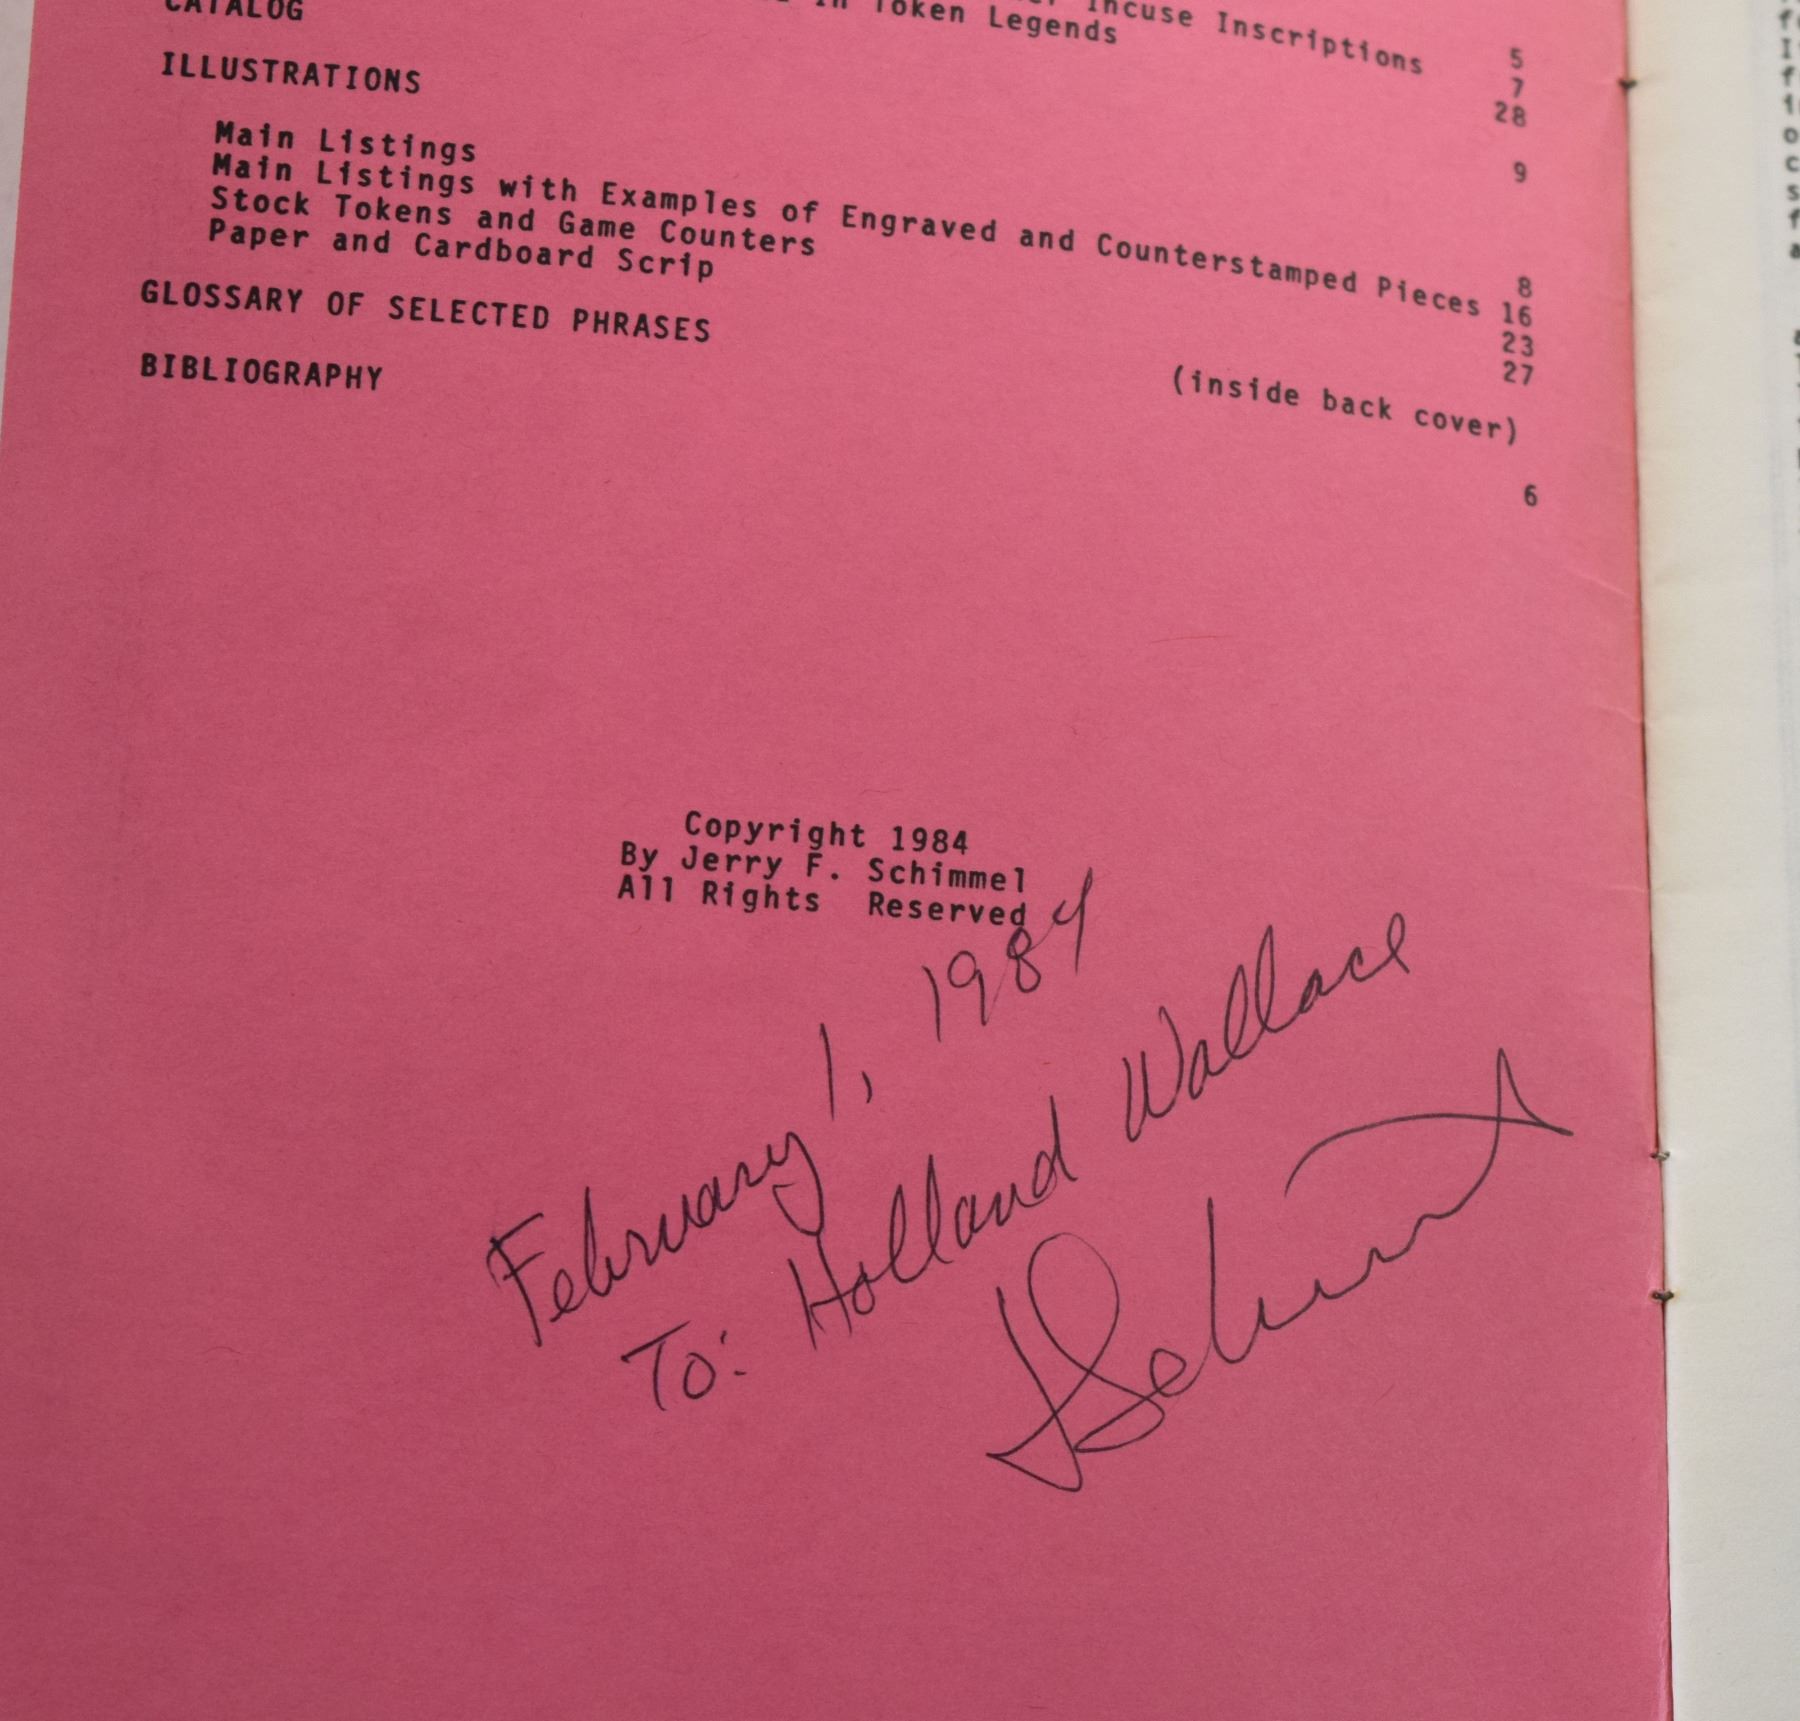 Incuse Inscriptions 5
in Token Legends 7
CATALOG 28
ILLUSTRATIONS
Main Listings 9
Main Listings with Examples of Engraved and Counterstamped Pieces 8
Stock Tokens and Game Counters 16
Paper and Cardboard Scrip 23
GLOSSARY OF SELECTED PHRASES 27
BIBLIOGRAPHY (inside back cover)
6
Copyright 1984
By Jerry F. Schimmel
All Rights Reserved
February 1, 1984
To: Holland Wallace